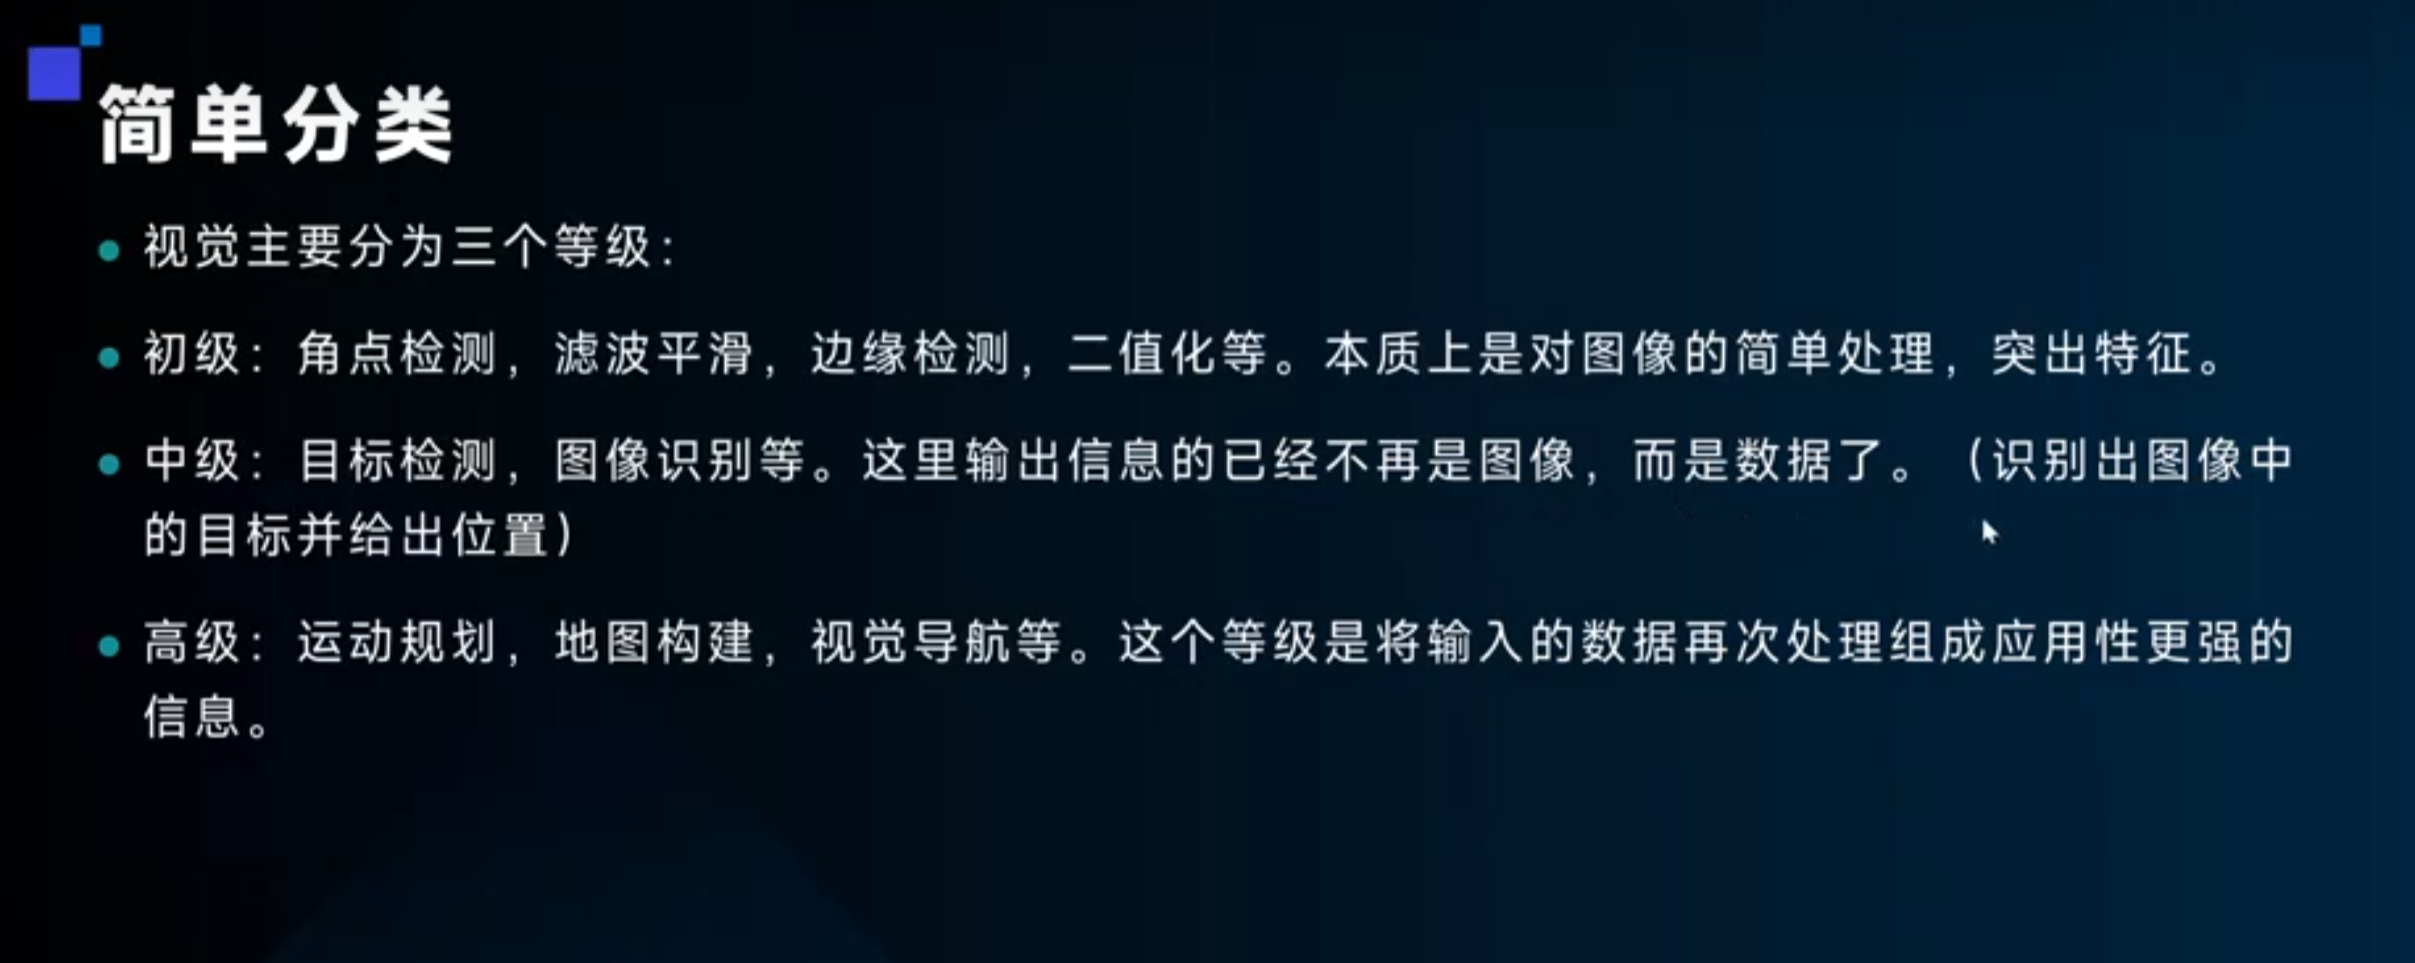 简单分类
视觉主要分为三个等级：
初级：角点检测，滤波平滑，边缘检测，二值化等。本质上是对图像的简单处理，突出特征。
中级：目标检测，图像识别等。这里输出信息的已经不再是图像，而是数据了。（识别出图像中
的目标并给出位置）
高级：运动规划，地图构建，视觉导航等。这个等级是将输入的数据再次处理组成应用性更强的
信息。